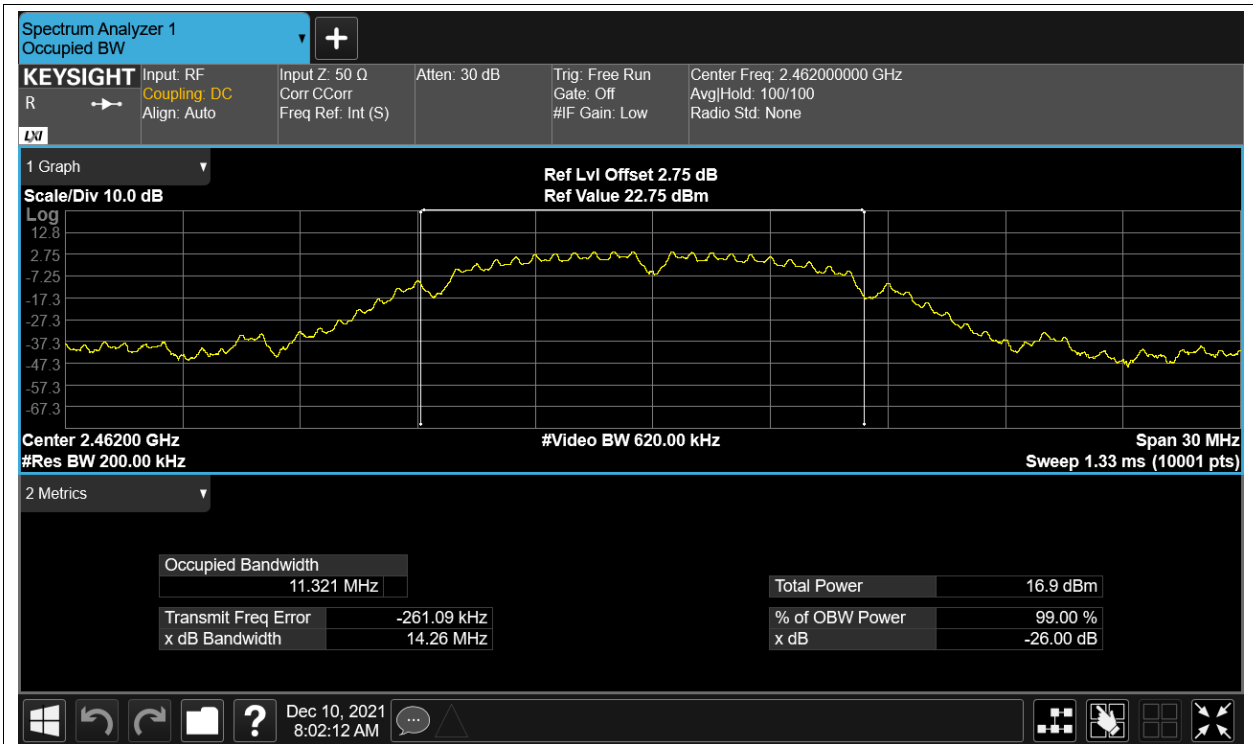 Spectrum Analyzer 1
Occupied BW
+
KEYSIGHT
R
LXI
Input: RF
Coupling: DC
Align: Auto
Input Z: 50 Ω
Corr CCorr
Freq Ref: Int (S)
Atten: 30 dB
Trig: Free Run
Gate: Off
#IF Gain: Low
Center Freq: 2.462000000 GHz
Avg|Hold: 100/100
Radio Std: None
1 Graph
Scale/Div 10.0 dB
Ref Lvl Offset 2.75 dB
Ref Value 22.75 dBm
Log
12.8
2.75
-7.25
-17.3
-27.3
-37.3
-47.3
-57.3
-67.3
Center 2.46200 GHz
#Video BW 620.00 kHz
Span 30 MHz
#Res BW 200.00 kHz
Sweep 1.33 ms (10001 pts)
2 Metrics
Occupied Bandwidth
11.321 MHz
Transmit Freq Error -261.09 kHz
x dB Bandwidth 14.26 MHz
Total Power 16.9 dBm
% of OBW Power 99.00 %
x dB -26.00 dB
?
Dec 10, 2021
8:02:12 AM